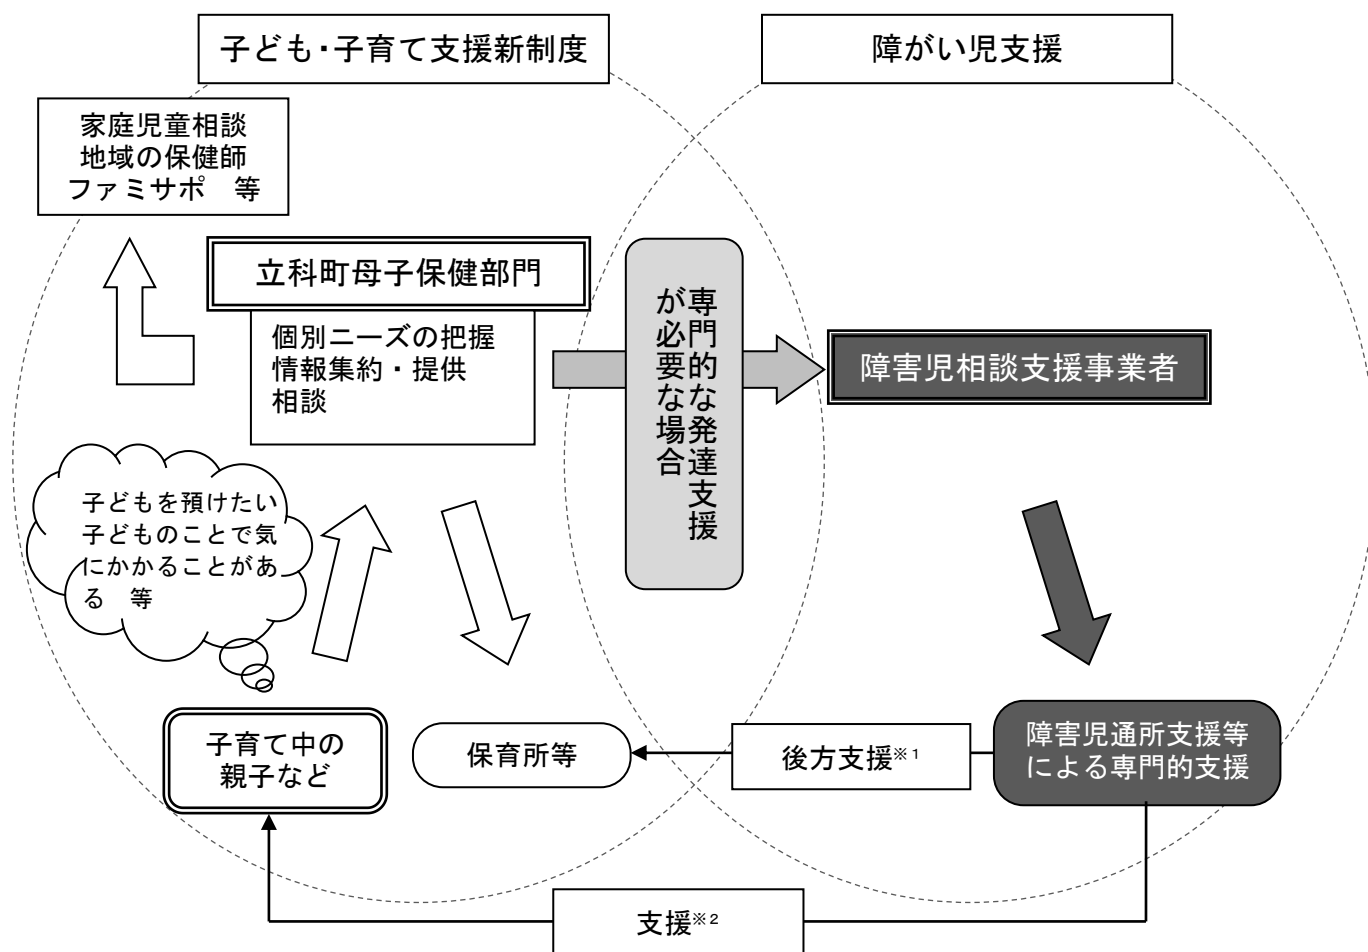 子ども・子育て支援新制度
障がい児支援
家庭児童相談
地域の保健師
ファミサポ　等
立科町母子保健部門
個別ニーズの把握
情報集約・提供
相談
専門的な発達支援
が必要な場合
障害児相談支援事業者
子どもを預けたい
子どものことで気
にかかることがあ
る　等
子育て中の
親子など
保育所等
後方支援※1
障害児通所支援等
による専門的支援
支援※2